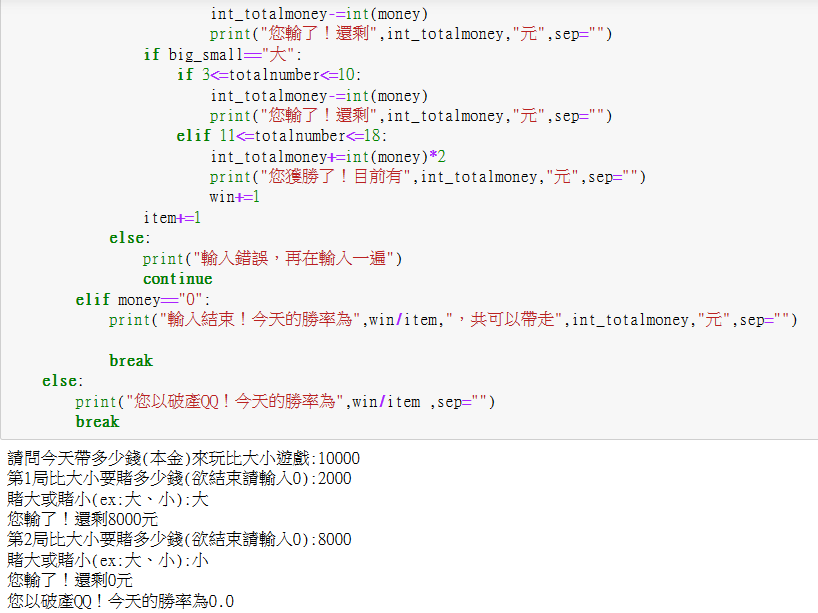 int_totalmoney-=int(money)
print("您輸了！還剩",int_totalmoney,"元",sep="")
if big_small=="大":
if 3<=totalnumber<=10:
int_totalmoney-=int(money)
print("您輸了！還剩",int_totalmoney,"元",sep="")
elif 11<=totalnumber<=18:
int_totalmoney+=int(money)*2
print("您獲勝了！目前有",int_totalmoney,"元",sep="")
win+=1
item+=1
else:
print("輸入錯誤，再在輸入一遍")
continue
elif money=="0":
print("輸入結束！今天的勝率為",win/item,"，共可以帶走",int_totalmoney,"元",sep="")
break
else:
print("您以破產QQ！今天的勝率為",win/item ,sep="")
break
請問今天帶多少錢(本金)來玩比大小遊戲:10000
第1局比大小要賭多少錢(欲結束請輸入0):2000
賭大或賭小(ex:大、小):大
您輸了！還剩8000元
第2局比大小要賭多少錢(欲結束請輸入0):8000
賭大或賭小(ex:大、小):小
您輸了！還剩0元
您以破產QQ！今天的勝率為0.0